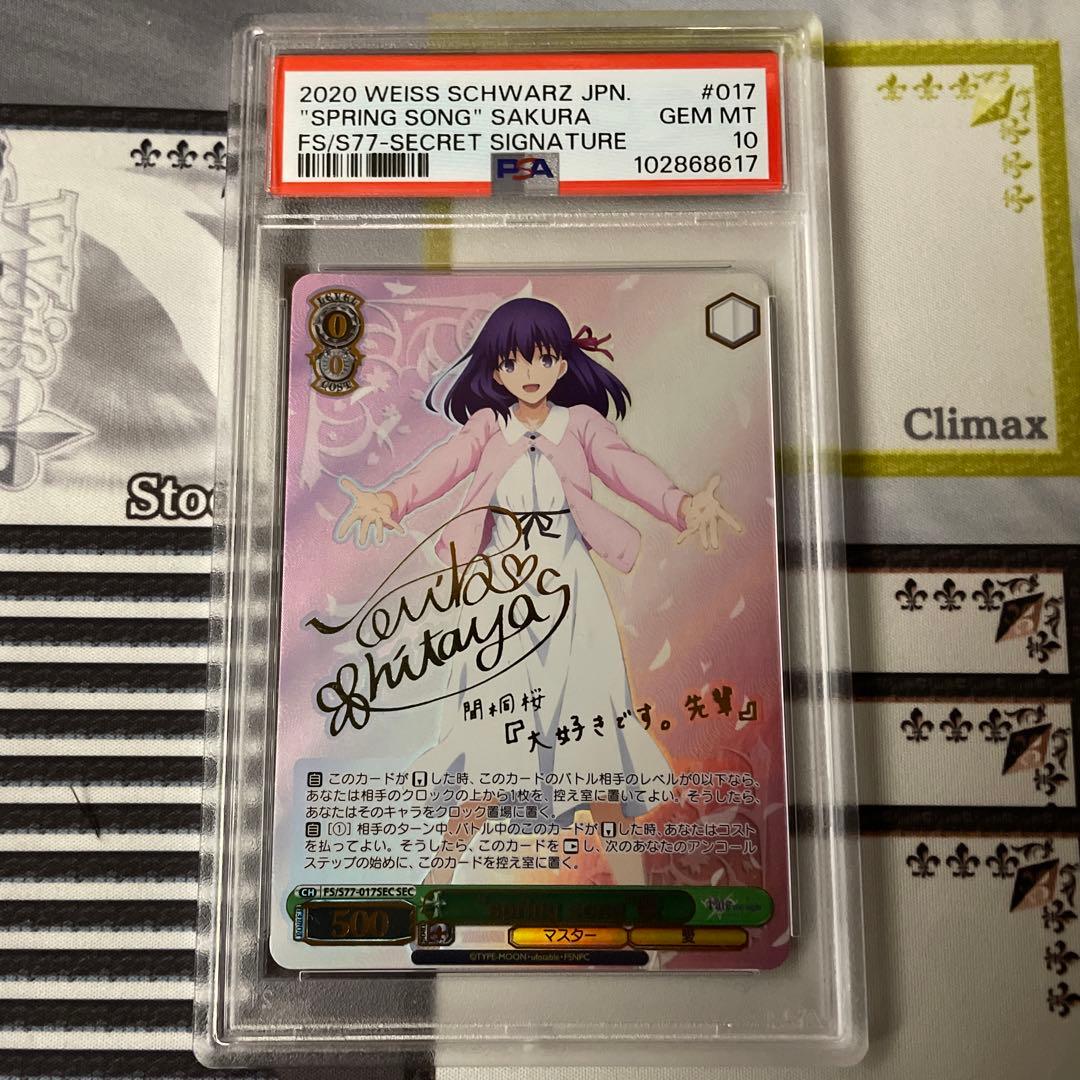 2020 WEISS SCHWARZ JPN. #017
"SPRING SONG" SAKURA GEM MT
FS/S77-SECRET SIGNATURE 10
PSA 102868617
Climax
LEVEL
0
0
COST
間桐桜
『大好きです。先輩』
自 このカードが した時、このカードのバトル相手のレベルが0以下なら、
あなたは相手のクロックの上から1枚を、控え室に置いてよい。そうしたら、
あなたはそのキャラをクロック置場に置く。
自 [①] 相手のターン中、バトル中のこのカードが した時、あなたはコスト
を払ってよい。そうしたら、このカードを し、次のあなたのアンコール
ステップの始めに、このカードを控え室に置く。
CH FS/S77-017SEC SEC
"spring song" 桜
500
マスター 愛
©TYPE-MOON・ufotable・FSNPC